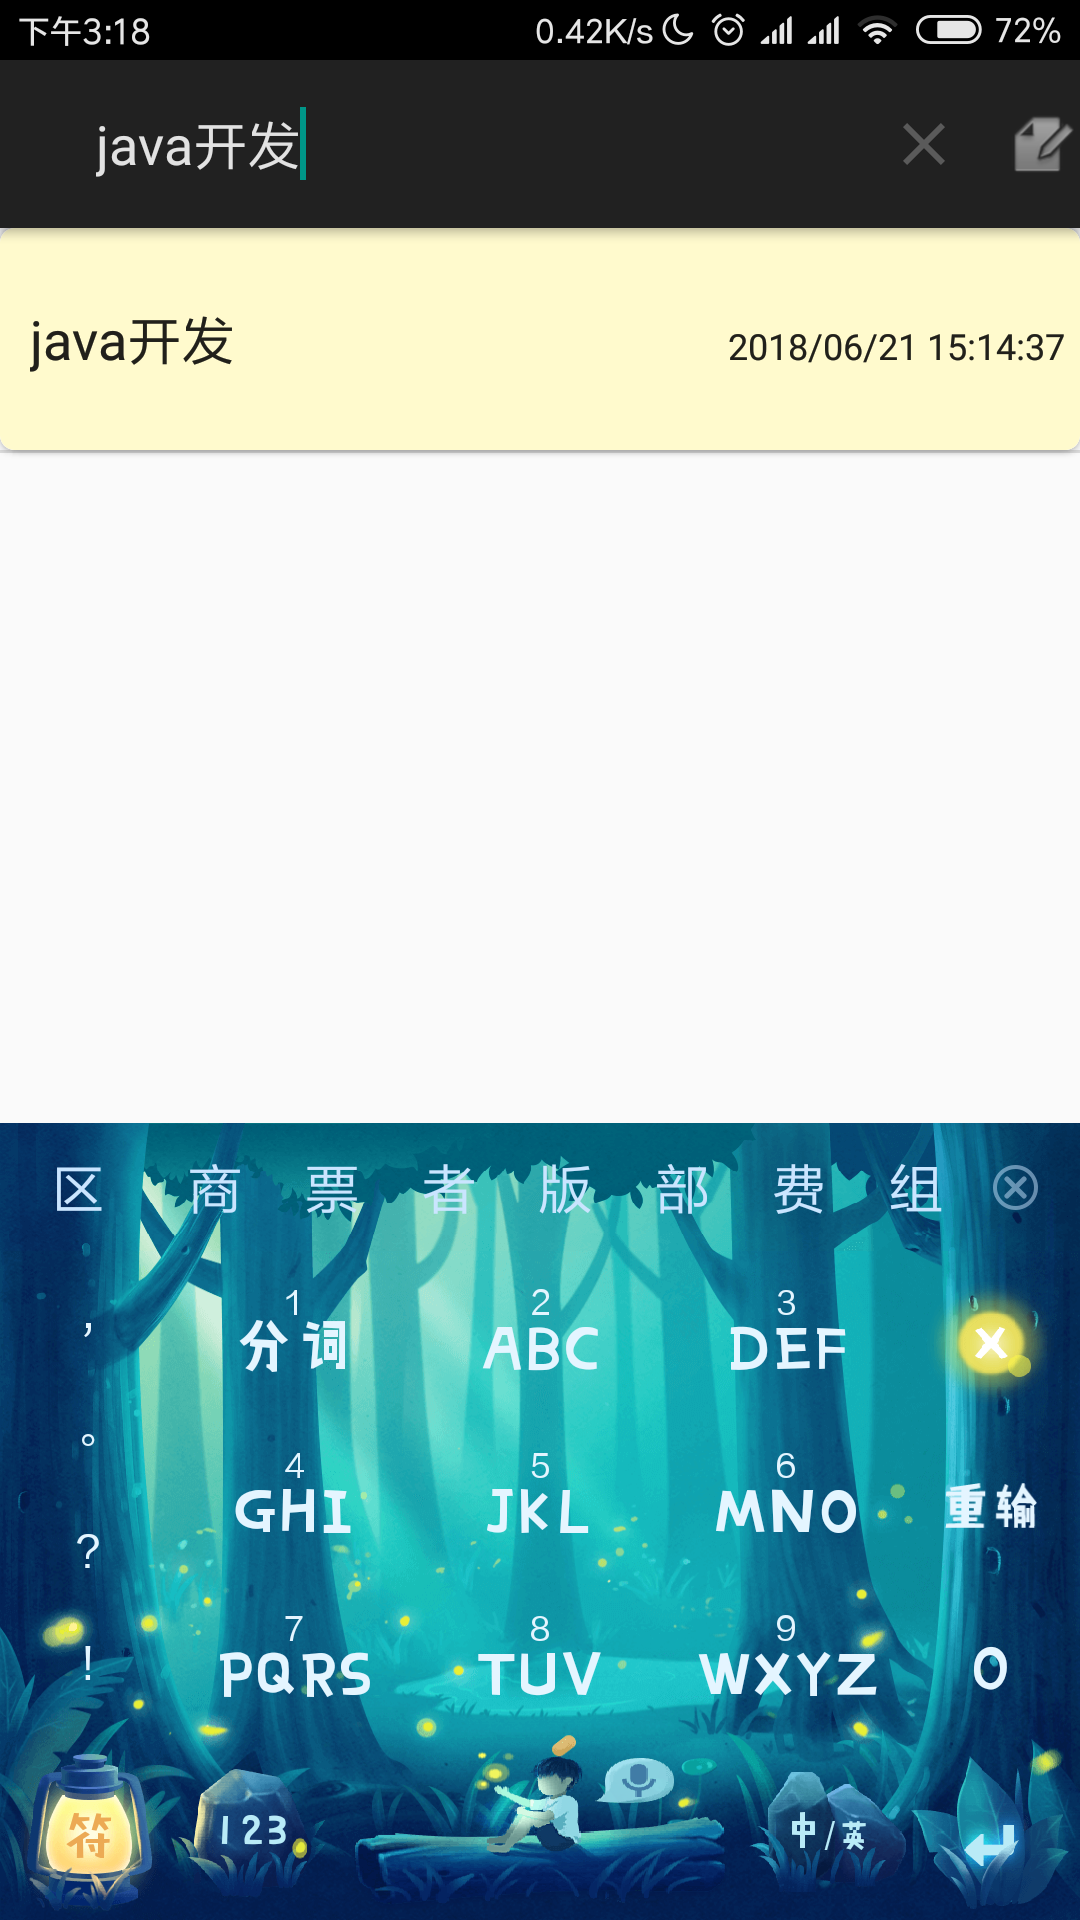 下午3:18 0.42K/s 72%
java开发
java开发 2018/06/21 15:14:37
区 商 票 者 版 部 费 组
, 1 分词 2 ABC 3 DEF
。 4 GHI 5 JKL 6 MNO 重输
? 7 PQRS 8 TUV 9 WXYZ 0
!
符 123 中/英